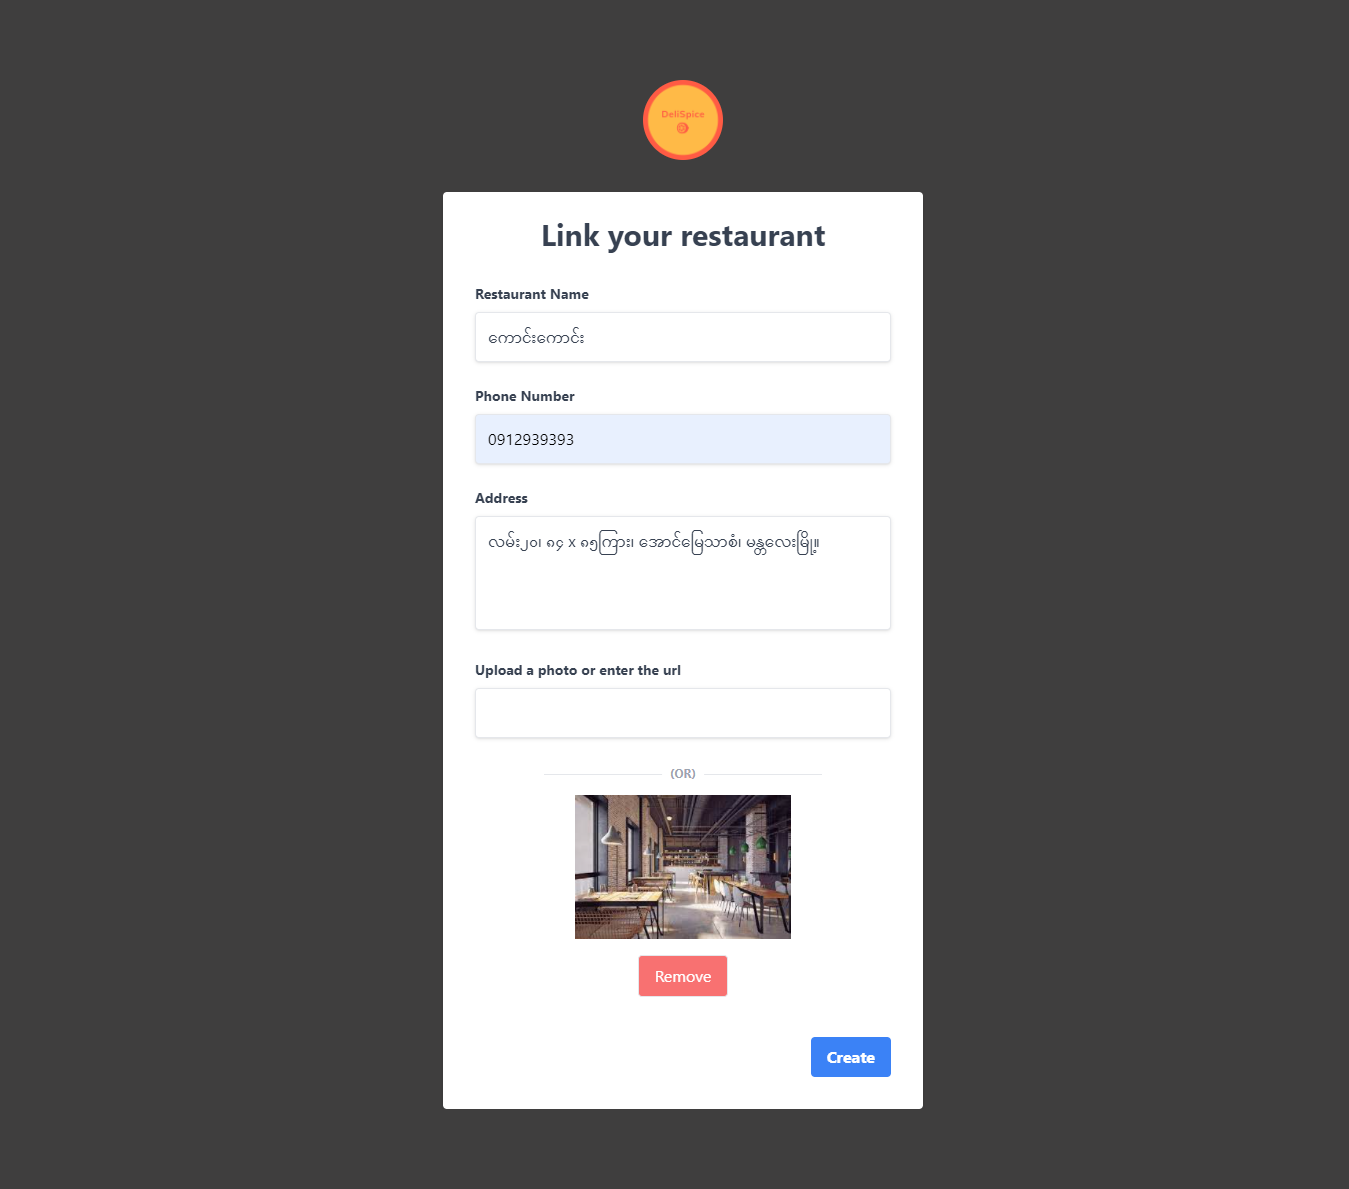 DeliSpice
Link your restaurant
Restaurant Name
ကောင်းကောင်း
Phone Number
0912939393
Address
လမ်း၂၀၊ ၈၄ x ၈၅ကြား၊ အောင်မြေသာစံ၊ မန္တလေးမြို့။
Upload a photo or enter the url
(OR)
Remove
Create